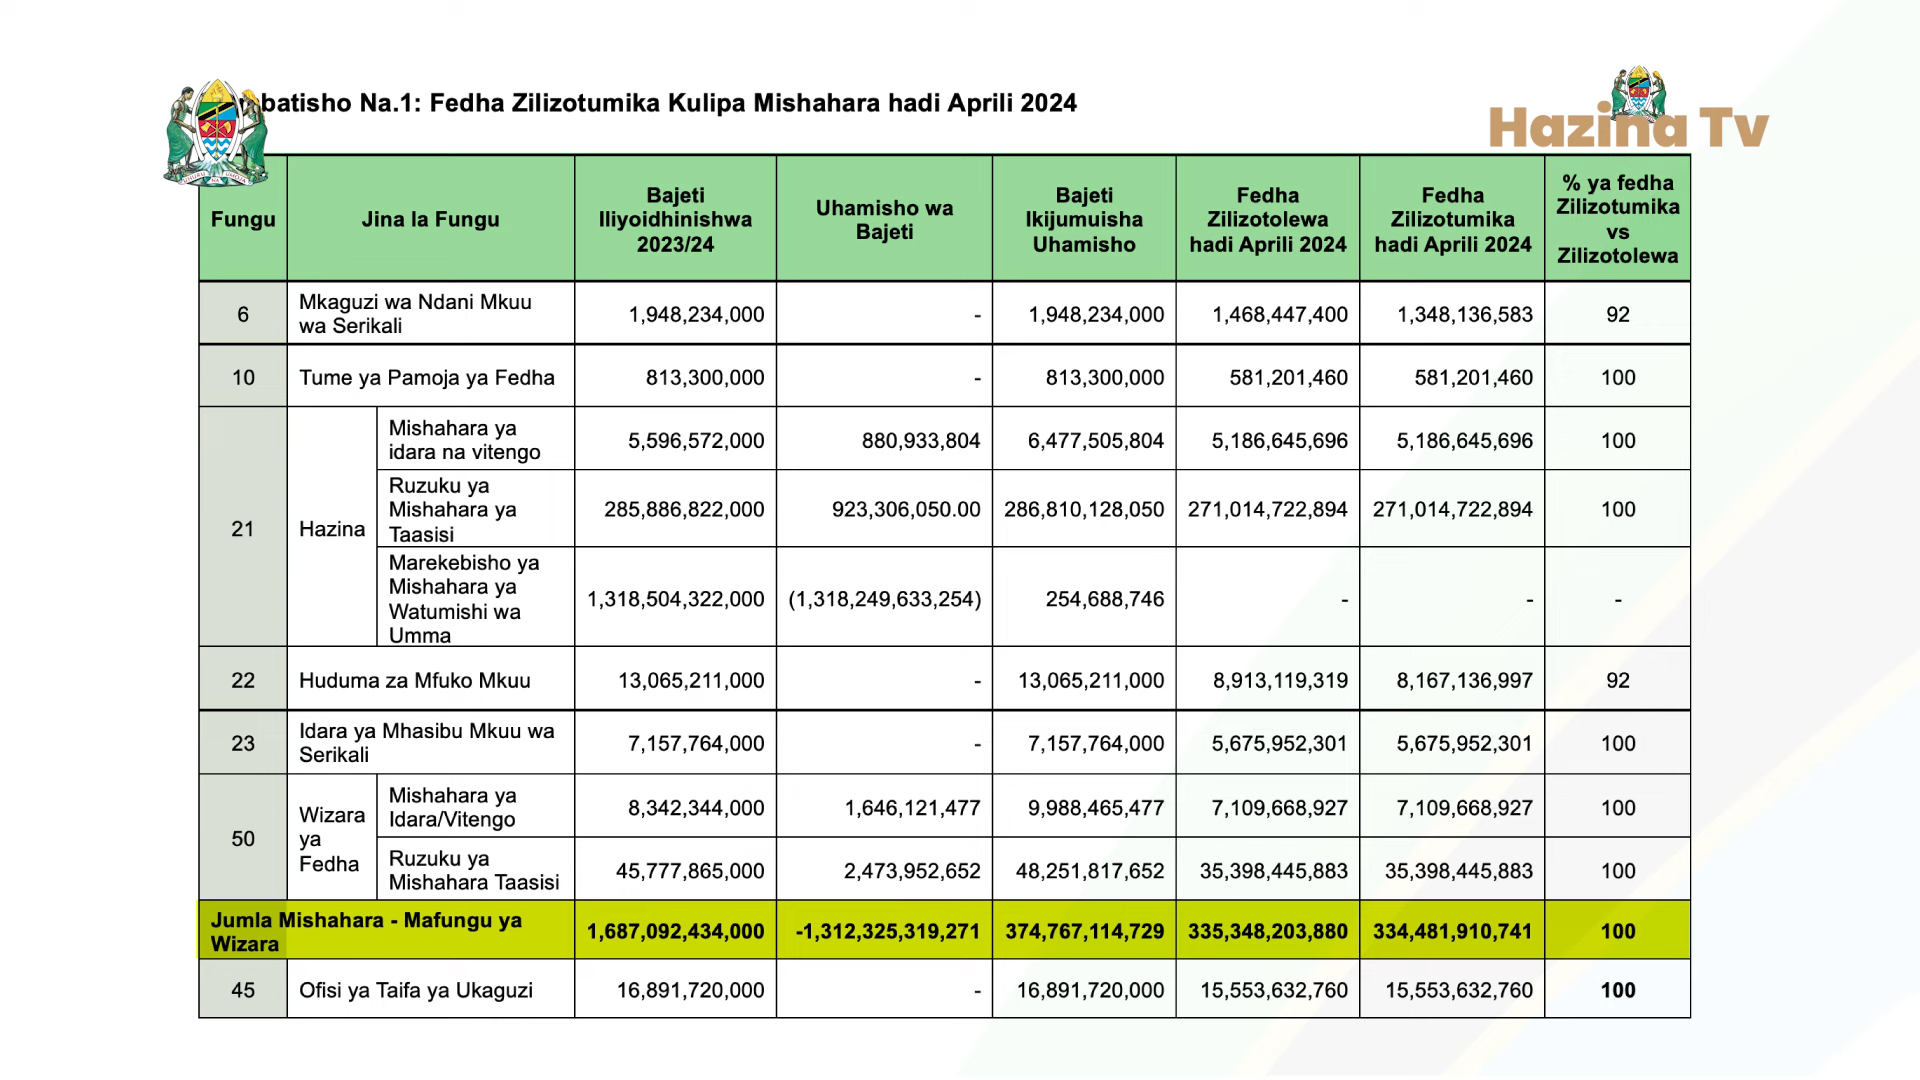 batisho Na.1: Fedha Zilizotumika Kulipa Mishahara hadi Aprili 2024
Hazina Tv
Fungu
Jina la Fungu
Bajeti
Iliyoidhinishwa
2023/24
Uhamisho wa
Bajeti
Bajeti
Ikijumuisha
Uhamisho
Fedha
Zilizotolewa
hadi Aprili 2024
Fedha
Zilizotumika
hadi Aprili 2024
% ya fedha
Zilizotumika
vs
Zilizotolewa
6
Mkaguzi wa Ndani Mkuu
wa Serikali
1,948,234,000
-
1,948,234,000
1,468,447,400
1,348,136,583
92
10
Tume ya Pamoja ya Fedha
813,300,000
-
813,300,000
581,201,460
581,201,460
100
21
Hazina
Mishahara ya
idara na vitengo
5,596,572,000
880,933,804
6,477,505,804
5,186,645,696
5,186,645,696
100
Ruzuku ya
Mishahara ya
Taasisi
285,886,822,000
923,306,050.00
286,810,128,050
271,014,722,894
271,014,722,894
100
Marekebisho ya
Mishahara ya
Watumishi wa
Umma
1,318,504,322,000
(1,318,249,633,254)
254,688,746
-
-
-
22
Huduma za Mfuko Mkuu
13,065,211,000
-
13,065,211,000
8,913,119,319
8,167,136,997
92
23
Idara ya Mhasibu Mkuu wa
Serikali
7,157,764,000
-
7,157,764,000
5,675,952,301
5,675,952,301
100
50
Wizara
ya
Fedha
Mishahara ya
Idara/Vitengo
8,342,344,000
1,646,121,477
9,988,465,477
7,109,668,927
7,109,668,927
100
Ruzuku ya
Mishahara Taasisi
45,777,865,000
2,473,952,652
48,251,817,652
35,398,445,883
35,398,445,883
100
Jumla Mishahara - Mafungu ya
Wizara
1,687,092,434,000
-1,312,325,319,271
374,767,114,729
335,348,203,880
334,481,910,741
100
45
Ofisi ya Taifa ya Ukaguzi
16,891,720,000
-
16,891,720,000
15,553,632,760
15,553,632,760
100